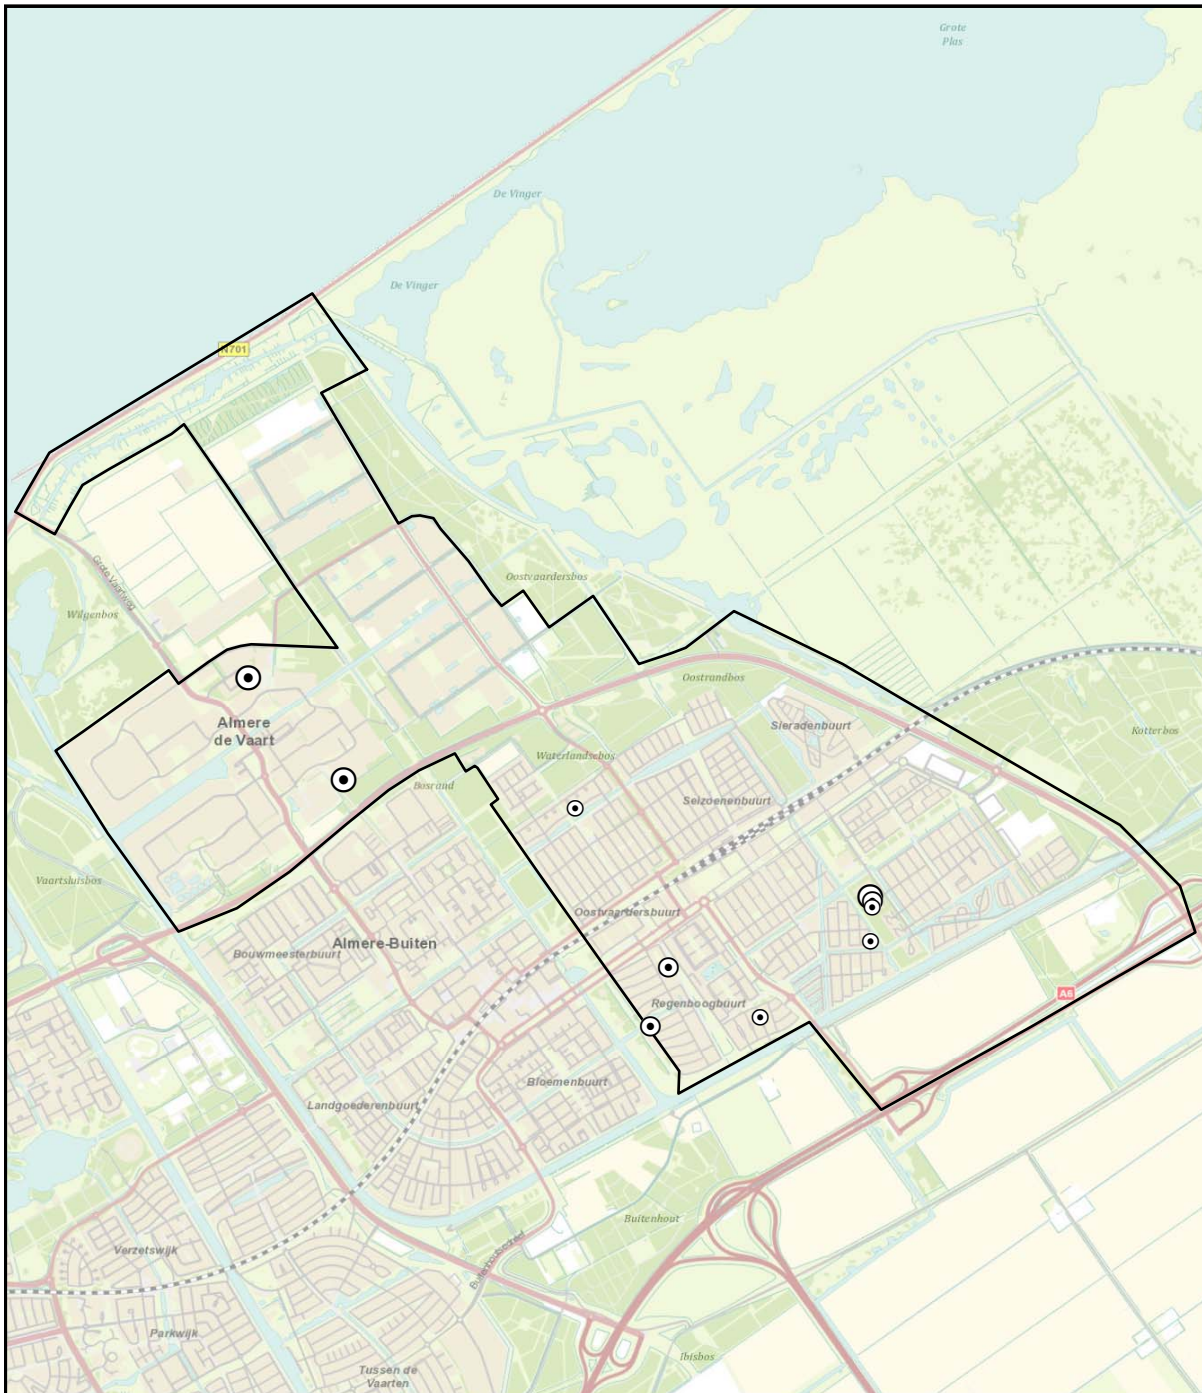 Grote
Plas
De Vinger
De Vinger
N701
Oostvaardersbos
Grote Vaartweg
Wilgenbos
Oostrandbos
Kotterbos
Almere
de Vaart
Sieradenbuurt
Waterlandsebos
Bosrand
Seizoenenbuurt
Vaartsluisbos
Oostvaardersbuurt
Almere-Buiten
Bouwmeesterbuurt
A6
Regenboogbuurt
Bloemenbuurt
Landgoederenbuurt
Buitenhout
Verzetswijk
Parkwijk
Ibisbos
Tussen de
Vaarten